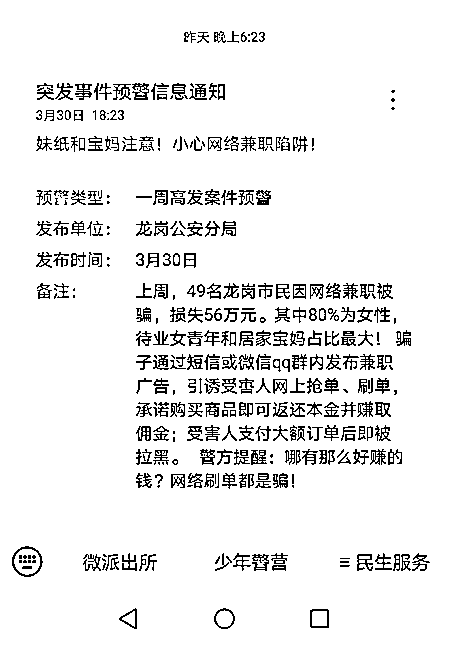 昨天 晚上6:23
突发事件预警信息通知
3月30日 18:23
妹纸和宝妈注意！小心网络兼职陷阱！
预警类型： 一周高发案件预警
发布单位： 龙岗公安分局
发布时间： 3月30日
备注： 上周，49名龙岗市民因网络兼职被
骗，损失56万元。其中80%为女性，
待业女青年和居家宝妈占比最大！ 骗
子通过短信或微信qq群内发布兼职
广告，引诱受害人网上抢单、刷单，
承诺购买商品即可返还本金并赚取
佣金；受害人支付大额订单后即被
拉黑。 警方提醒：哪有那么好赚的
钱？网络刷单都是骗！
微派出所 少年警营 ≡ 民生服务